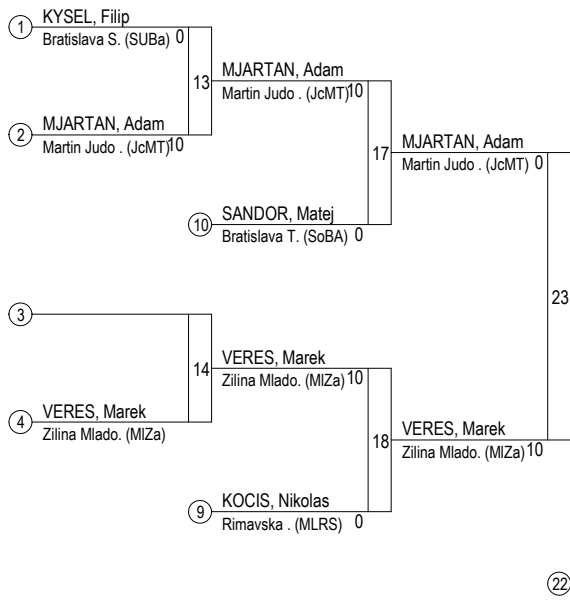 1 KYSEL, Filip
Bratislava S. (SUBa) 0
13
MJARTAN, Adam
Martin Judo . (JcMT) 10
2 MJARTAN, Adam
Martin Judo . (JcMT) 10
17
MJARTAN, Adam
Martin Judo . (JcMT) 0
10 SANDOR, Matej
Bratislava T. (SoBA) 0
23
3
14
VERES, Marek
Zilina Mlado. (MlZa) 10
4 VERES, Marek
Zilina Mlado. (MlZa)
18
VERES, Marek
Zilina Mlado. (MlZa) 10
9 KOCIS, Nikolas
Rimavska . (MLRS) 0
22